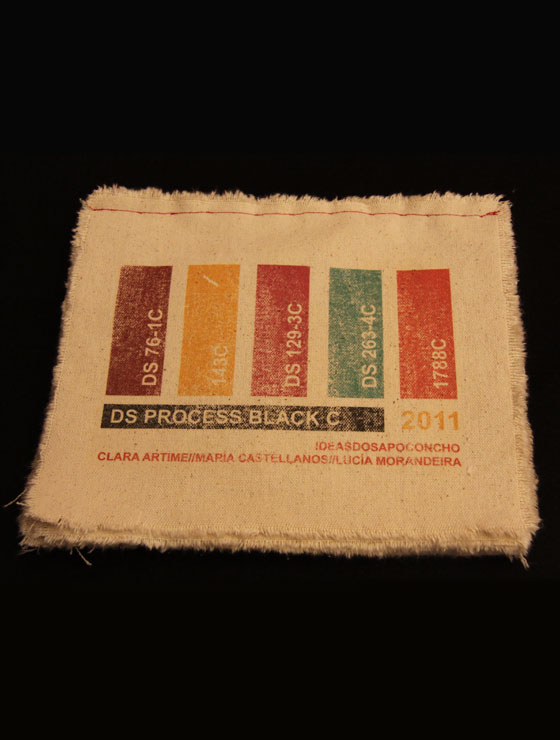 DS 76-1C
143C
DS 129-3C
DS 263-4C
1788C
DS PROCESS BLACK C
2011
IDEASDOSAPOCONCHO
CLARA ARTIME//MARÍA CASTELLANOS//LUCÍA MORANDEIRA